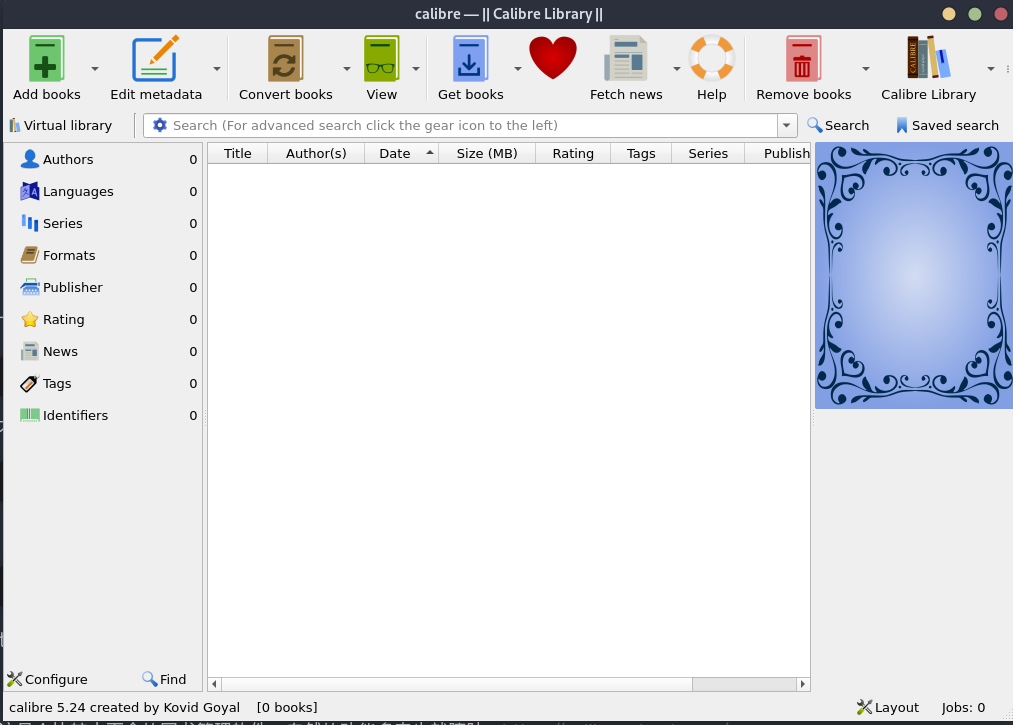 calibre — || Calibre Library ||
Add books
Edit metadata
Convert books
View
Get books
Fetch news
Help
Remove books
Calibre Library
Virtual library
Search (For advanced search click the gear icon to the left)
Search
Saved search
Authors 0
Languages 0
Series 0
Formats 0
Publisher 0
Rating 0
News 0
Tags 0
Identifiers 0
Title Author(s) Date Size (MB) Rating Tags Series Publish
Configure
Find
calibre 5.24 created by Kovid Goyal [0 books]
Layout
Jobs: 0